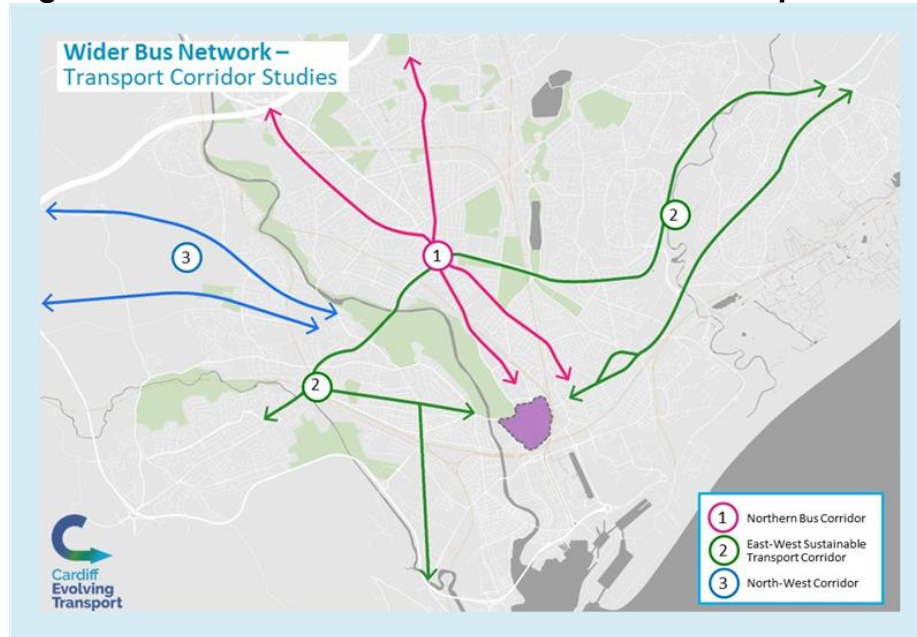 Wider Bus Network –
Transport Corridor Studies
1
2
3
2
1 Northern Bus Corridor
2 East-West Sustainable
Transport Corridor
3 North-West Corridor
Cardiff
Evolving
Transport